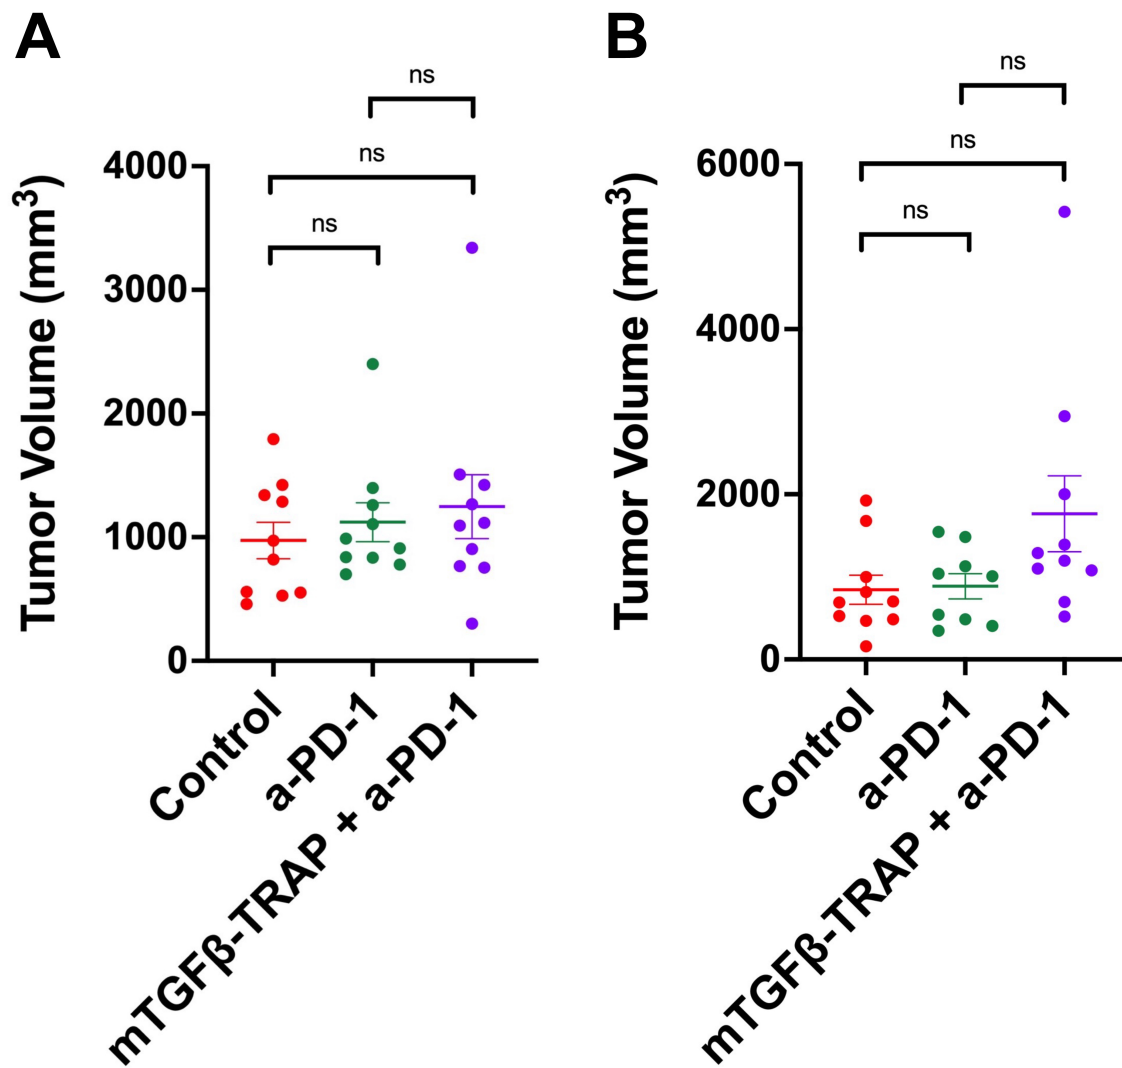 A
ns
ns
ns
Tumor Volume (mm³)
4000
3000
2000
1000
0
Control
a-PD-1
mTGFβ-TRAP + a-PD-1
B
ns
ns
ns
Tumor Volume (mm³)
6000
4000
2000
0
Control
a-PD-1
mTGFβ-TRAP + a-PD-1